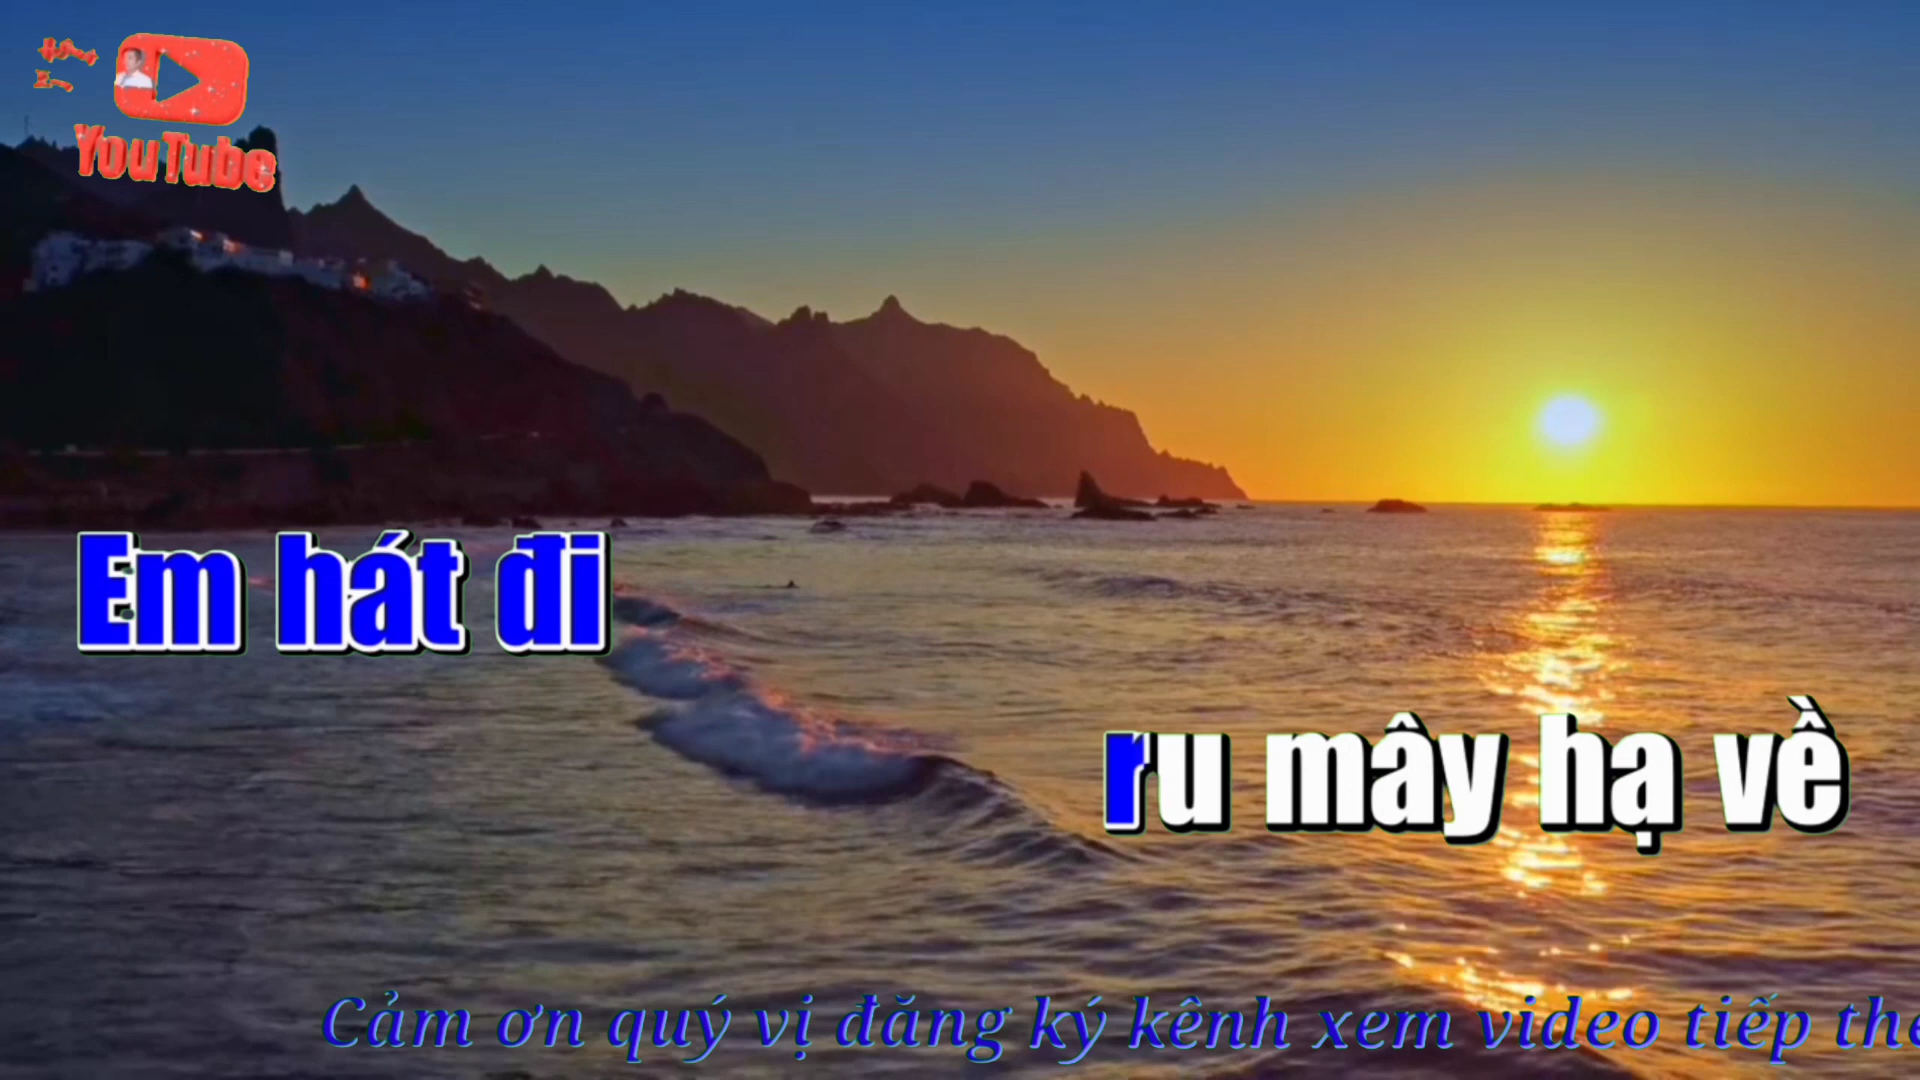 YouTube
Em hát đi
ru mây hạ về
Cảm ơn quý vị đăng ký kênh xem video tiếp the